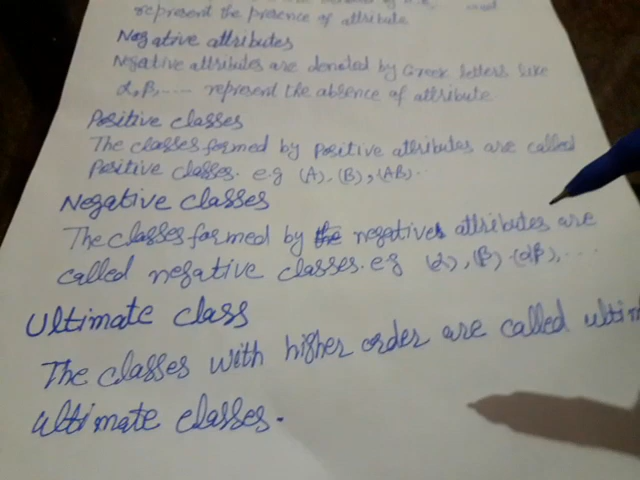 represent the presence of attribute
Negative attributes
Negative attributes are denoted by Greek letters like
α, β, ---- represent the absence of attribute
Positive classes
The classes formed by positive attributes are called
Positive classes. e.g (A), (B), (AB)..
Negative classes
The classes formed by the negatives attributes are
called negative classes. eg (α), (β) (αβ), ...
Ultimate class
The classes with higher order are called ultim
ultimate classes.